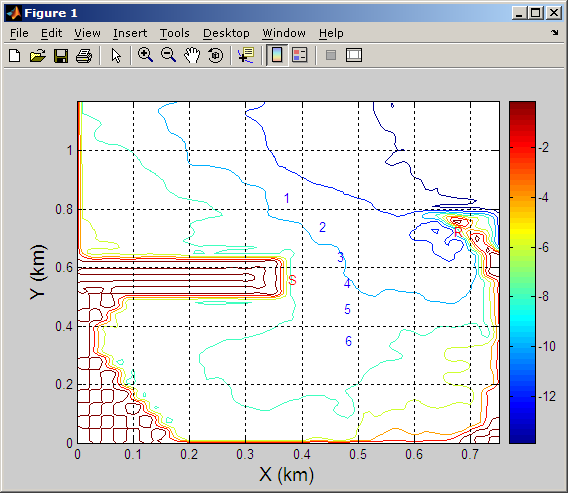 Figure 1
File Edit View Insert Tools Desktop Window Help
1
0.8
0.6
0.4
0.2
0
Y (km)
1
2
3
4
5
6
S
R
-2
-4
-6
-8
-10
-12
0 0.1 0.2 0.3 0.4 0.5 0.6 0.7
X (km)